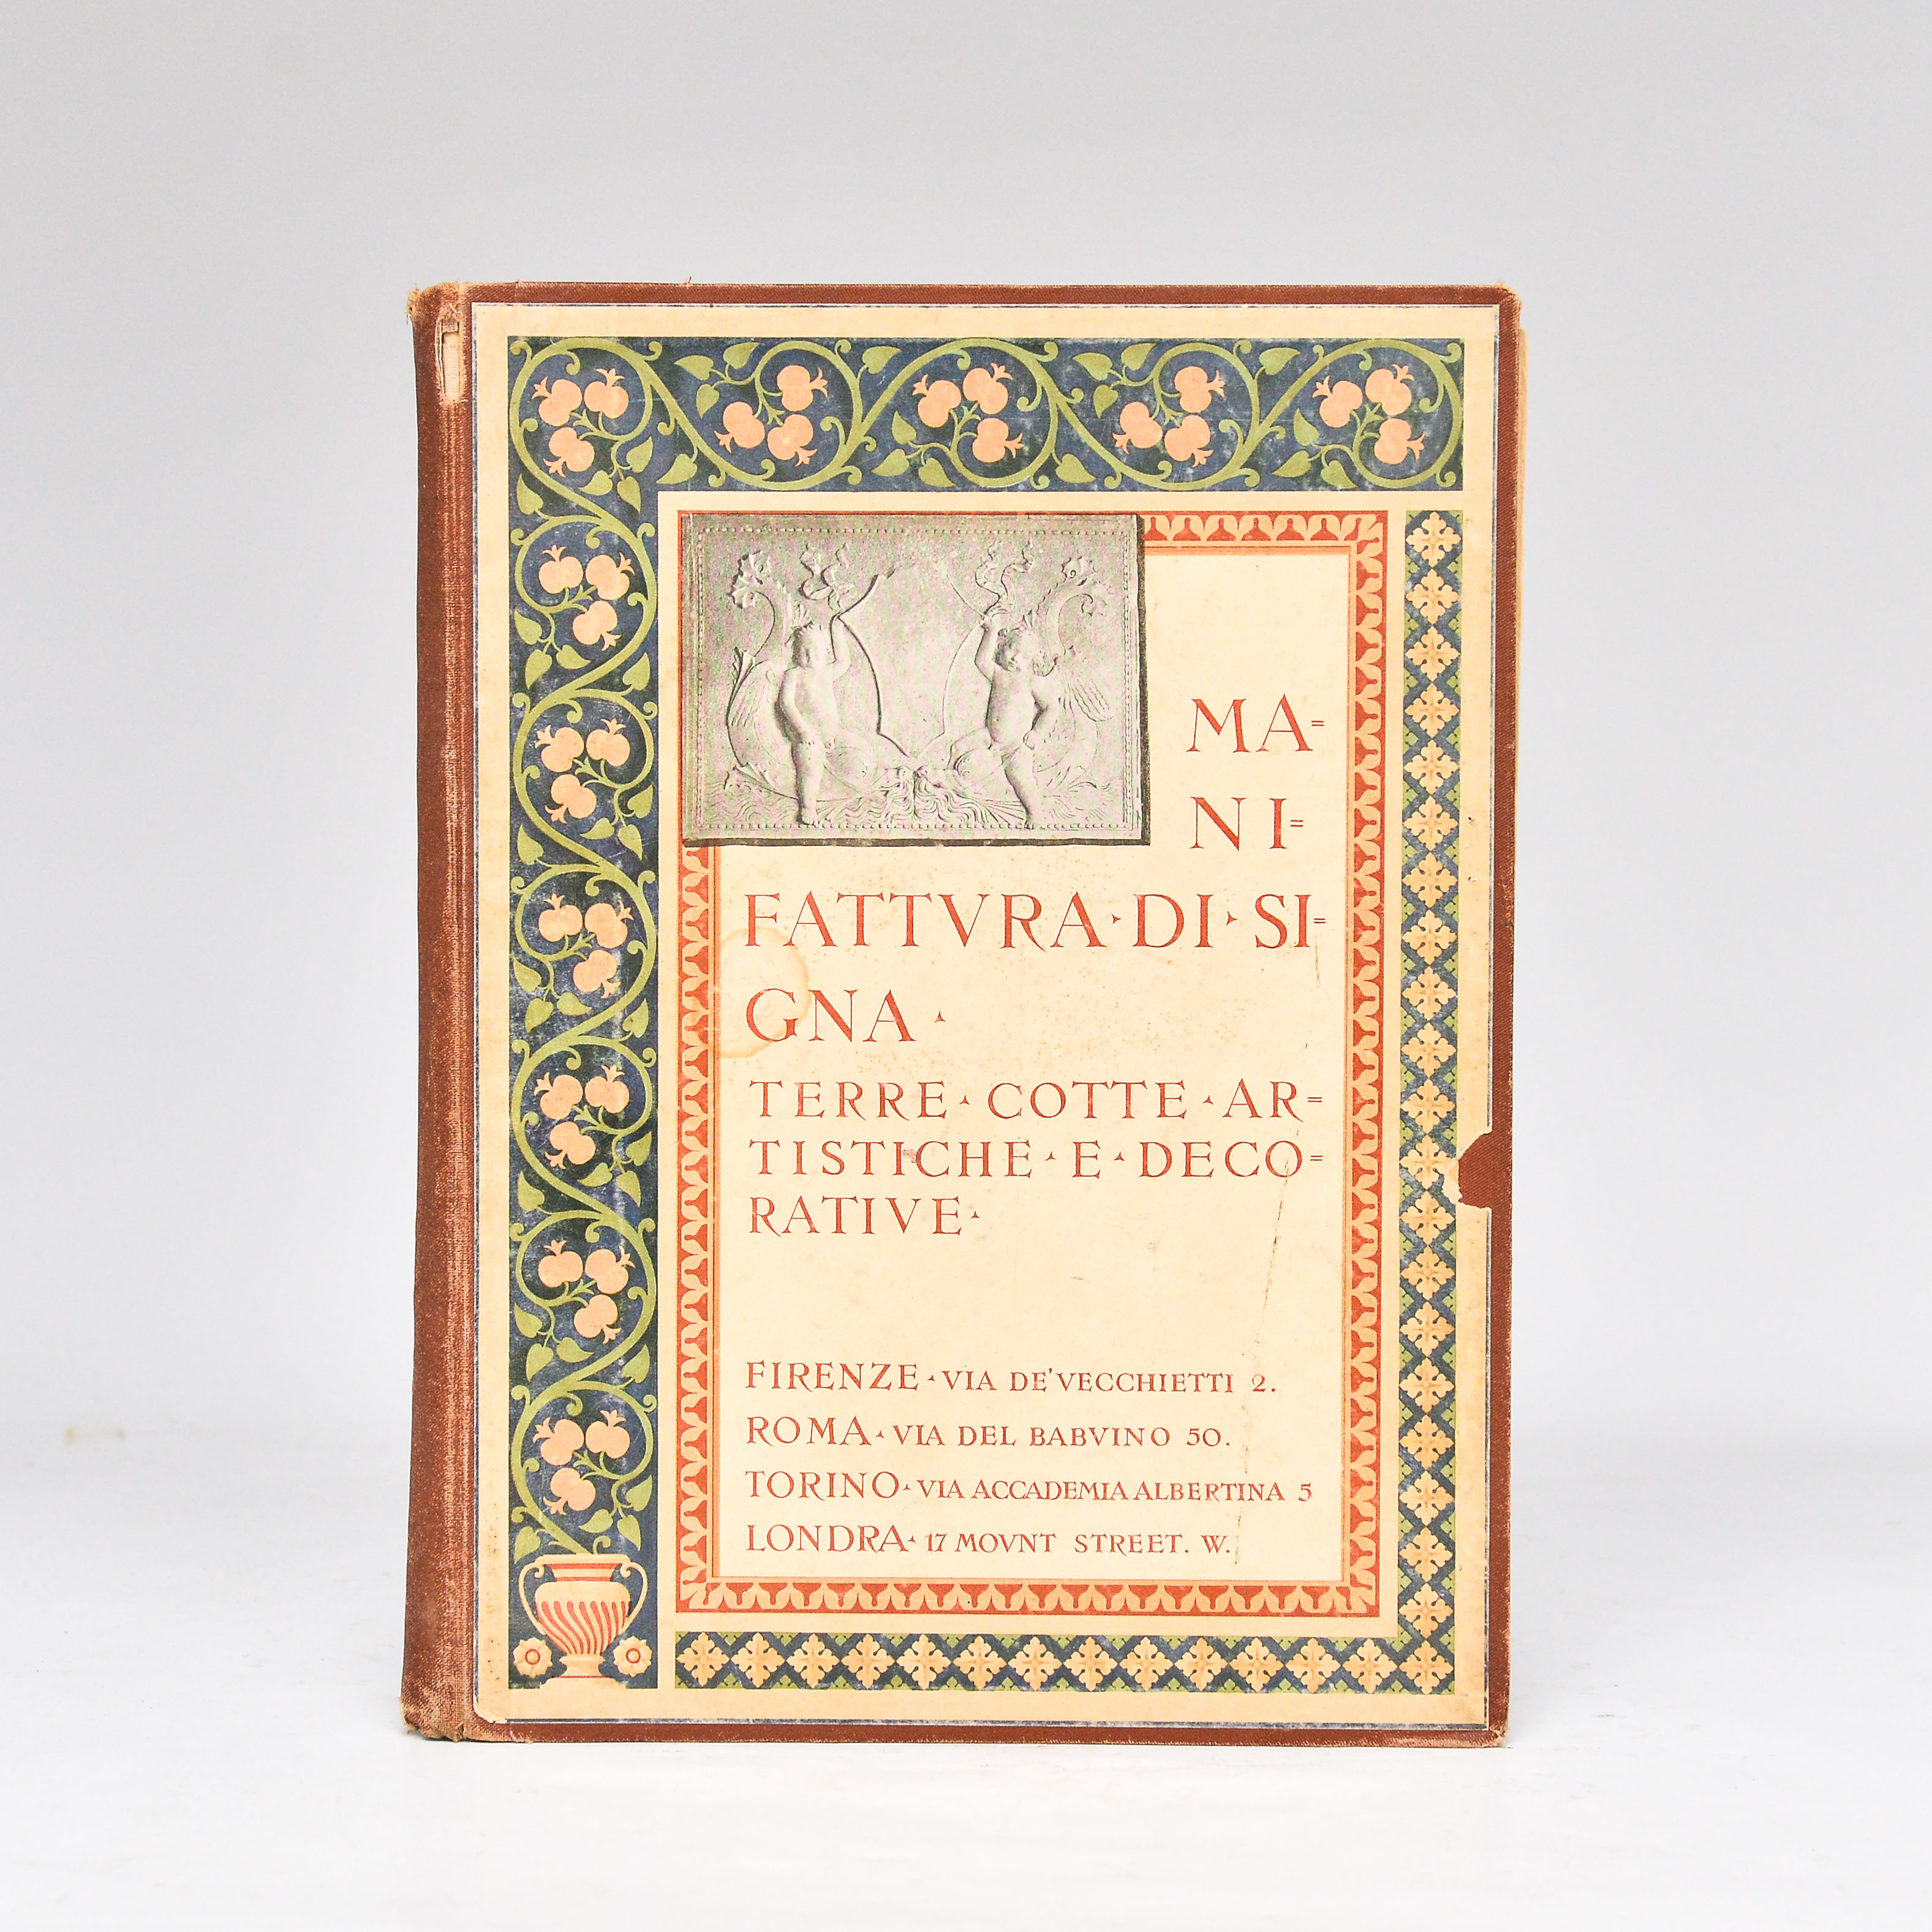 MA=
NI=
FATTVRA·DI·SI=
GNA·
TERRE·COTTE·AR=
TISTICHE·E·DECO=
RATIVE·
FIRENZE·VIA DE'VECCHIETTI 2.
ROMA·VIA DEL BABVINO 50.
TORINO·VIA ACCADEMIA ALBERTINA 5
LONDRA·17 MOVNT STREET. W.